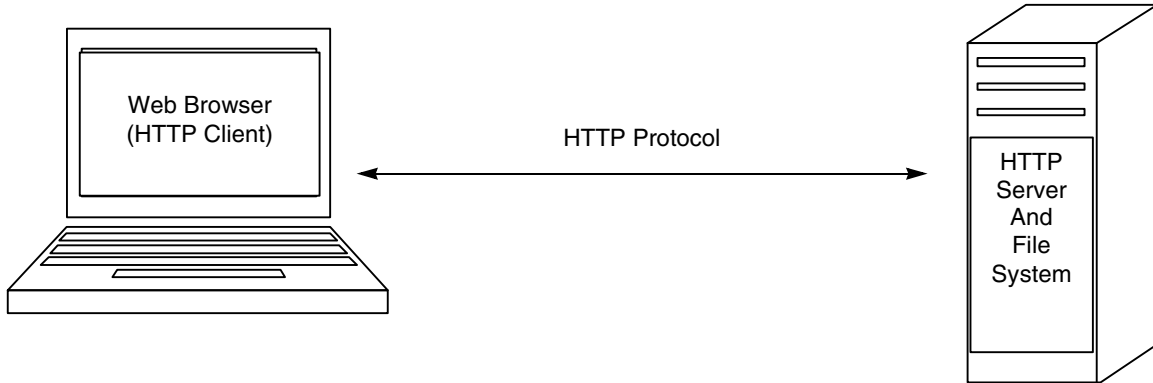 Web Browser
(HTTP Client)
HTTP Protocol
HTTP
Server
And
File
System